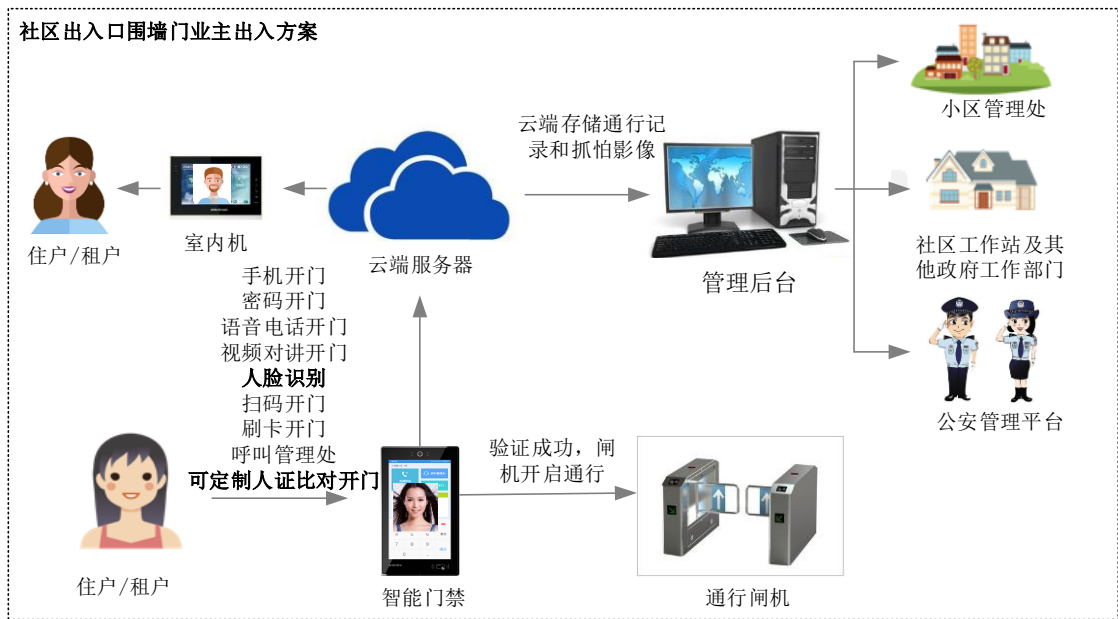 社区出入口围墙门业主出入方案
小区管理处
云端存储通行记
录和抓怕影像
住户/租户
室内机
云端服务器
管理后台
社区工作站及其
他政府工作部门
手机开门
密码开门
语音电话开门
视频对讲开门
人脸识别
扫码开门
刷卡开门
呼叫管理处
可定制人证比对开门
公安管理平台
验证成功，闸
机开启通行
住户/租户
智能门禁
通行闸机